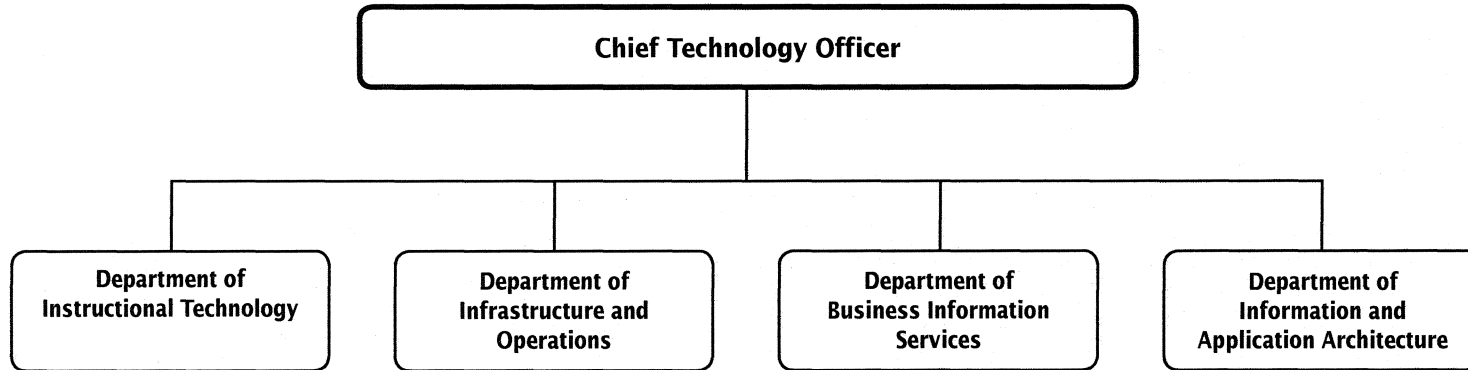 Chief Technology Officer
Department of
Instructional Technology
Department of
Infrastructure and
Operations
Department of
Business Information
Services
Department of
Information and
Application Architecture